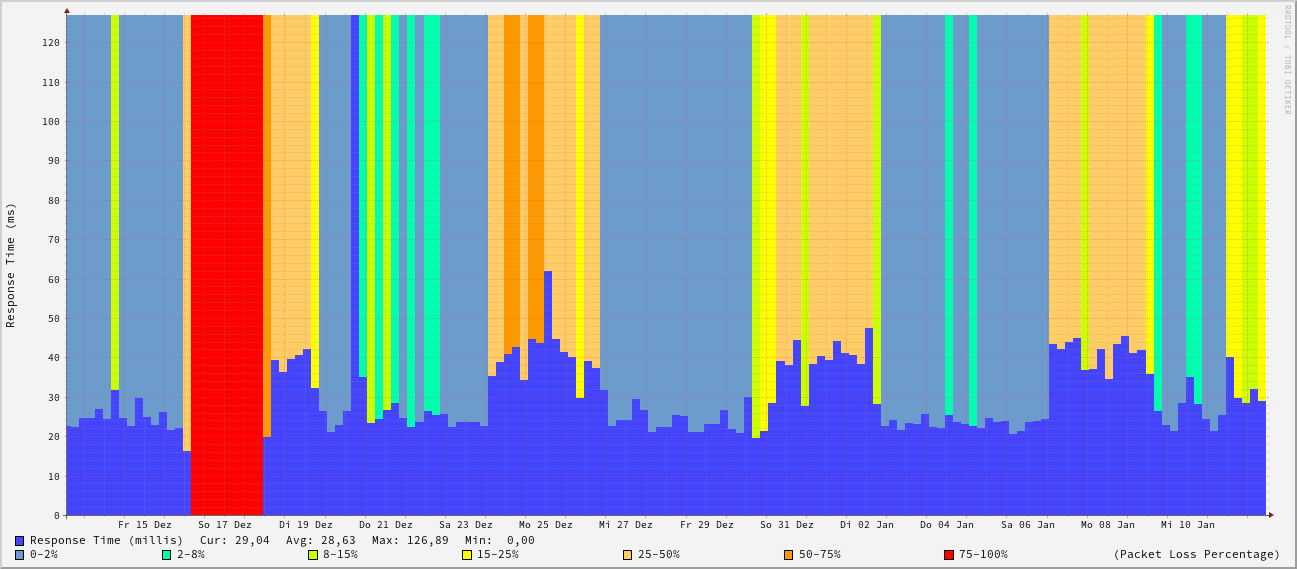 RRDTOOL / TOBI OETIKER
Response Time (ms)
120
110
100
90
80
70
60
50
40
30
20
10
0
Fr 15 Dez So 17 Dez Di 19 Dez Do 21 Dez Sa 23 Dez Mo 25 Dez Mi 27 Dez Fr 29 Dez So 31 Dez Di 02 Jan Do 04 Jan Sa 06 Jan Mo 08 Jan Mi 10 Jan
Response Time (millis) Cur: 29,04 Avg: 28,63 Max: 126,89 Min: 0,00
0-2% 2-8% 8-15% 15-25% 25-50% 50-75% 75-100% (Packet Loss Percentage)